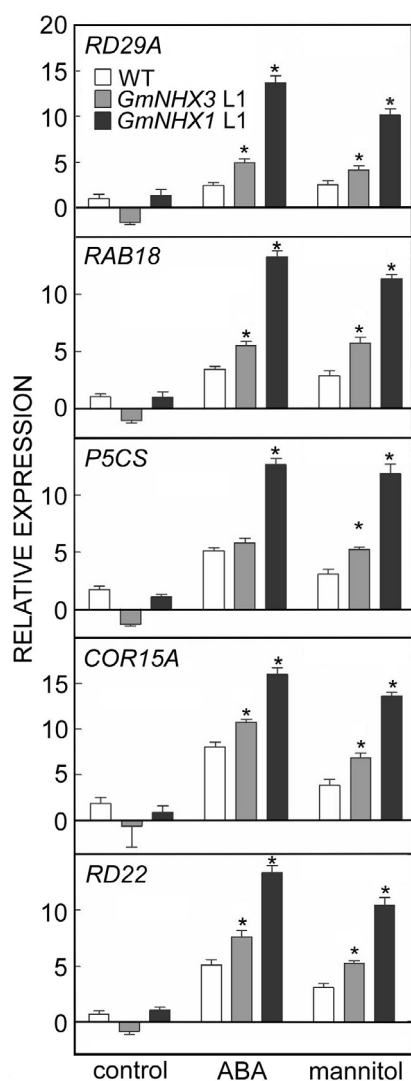 RELATIVE EXPRESSION
RD29A
WT
GmNHX3 L1
GmNHX1 L1
20
15
10
5
0
* * * *
RAB18
10
5
0
* * * *
P5CS
10
5
0
* * *
COR15A
15
10
5
0
* * * *
RD22
10
5
0
* * * *
control ABA mannitol